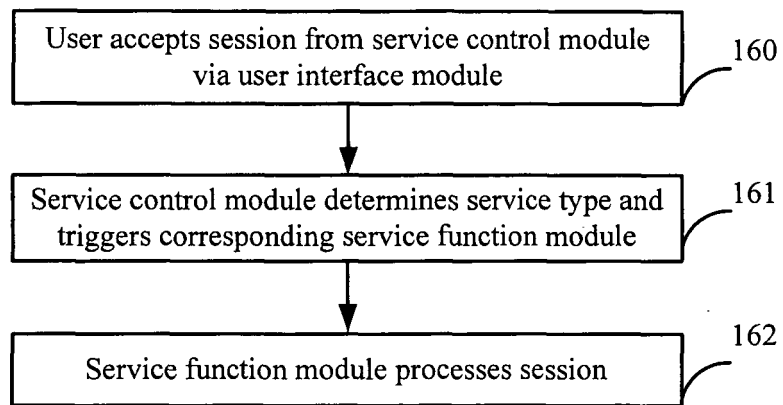 User accepts session from service control module
via user interface module
160
Service control module determines service type and
triggers corresponding service function module
161
Service function module processes session
162